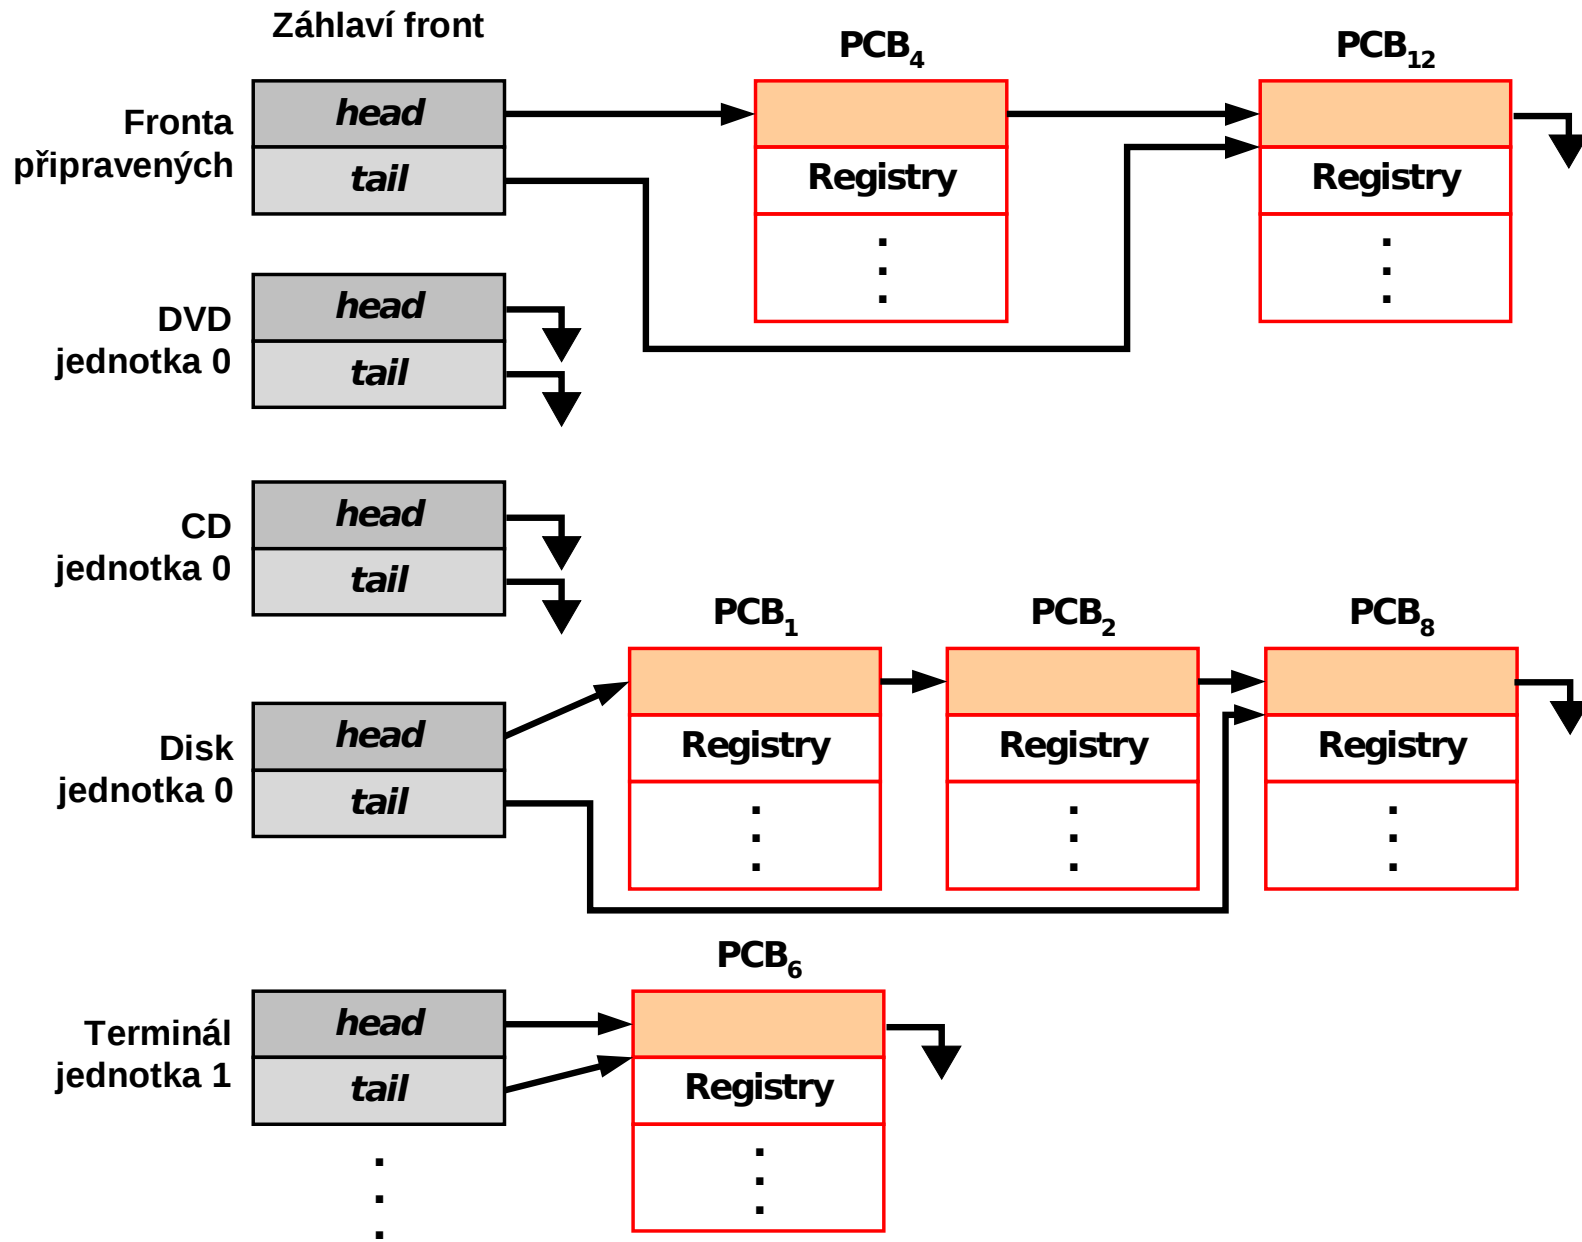 Záhlaví front
PCB4
PCB12
Fronta
připravených
head
tail
Registry
Registry
DVD
jednotka 0
head
tail
CD
jednotka 0
head
tail
PCB1
PCB2
PCB8
Disk
jednotka 0
head
tail
Registry
Registry
Registry
PCB6
Terminál
jednotka 1
head
tail
Registry